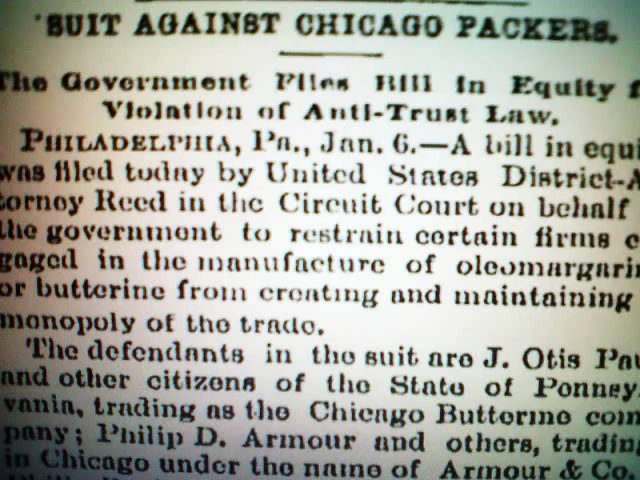 SUIT AGAINST CHICAGO PACKERS.
The Government Files Bill in Equity f
Violation of Anti-Trust Law.
PHILADELPHIA, Pa., Jan. 6.—A bill in equi
was filed today by United States District-A
torney Reed in the Circuit Court on behalf
the government to restrain certain firms e
gaged in the manufacture of oleomargarin
or butterine from creating and maintaining
monopoly of the trade.
The defendants in the suit are J. Otis Pau
and other citizens of the State of Pennsy
vania, trading as the Chicago Butterine com
pany; Philip D. Armour and others, trading
in Chicago under the name of Armour & Co.